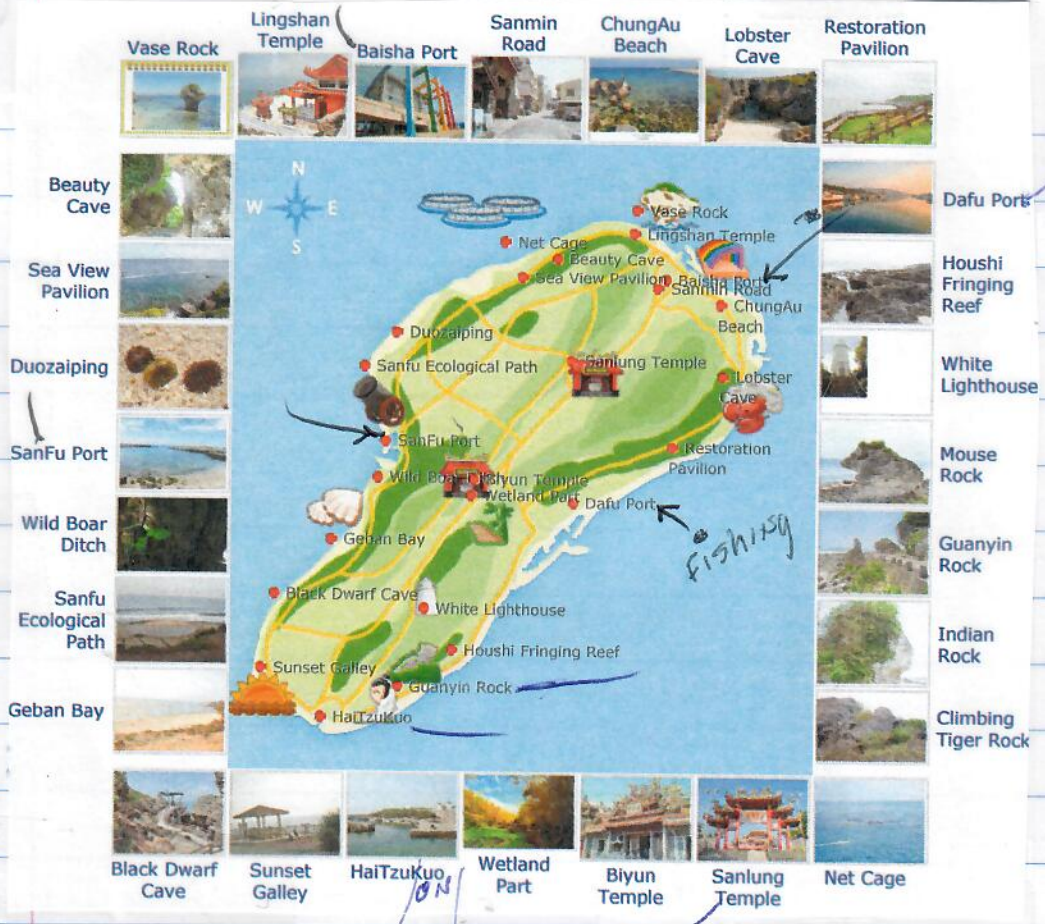 Vase Rock
Lingshan
Temple
Baisha Port
Sanmin
Road
ChungAu
Beach
Lobster
Cave
Restoration
Pavilion
Beauty
Cave
Sea View
Pavilion
Duozaiping
SanFu Port
Wild Boar
Ditch
Sanfu
Ecological
Path
Geban Bay
N
W E
S
Vase Rock
Lingshan Temple
Net Cage
Beauty Cave
Sea View Pavilion
Baisha Port
Sanmin Road
ChungAu
Beach
Duozaiping
Sanfu Ecological Path
Sanlung Temple
Lobster
Cave
SanFu Port
Restoration
Pavilion
Wild Boar Ditch
Biyun Temple
Wetland Part
Dafu Port
Fishing
Geban Bay
Black Dwarf Cave
White Lighthouse
Houshi Fringing Reef
Sunset Galley
Guanyin Rock
HaiTzuKuo
Dafu Port
Houshi
Fringing
Reef
White
Lighthouse
Mouse
Rock
Guanyin
Rock
Indian
Rock
Climbing
Tiger Rock
Black Dwarf
Cave
Sunset
Galley
HaiTzuKuo
ON
Wetland
Part
Biyun
Temple
Sanlung
Temple
Net Cage